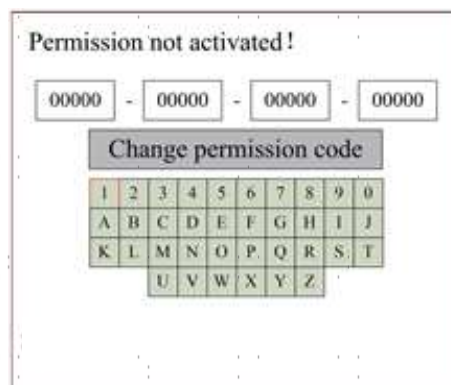 Permission not activated!
00000 - 00000 - 00000 - 00000
Change permission code
1 2 3 4 5 6 7 8 9 0
A B C D E F G H I J
K L M N O P Q R S T
U V W X Y Z